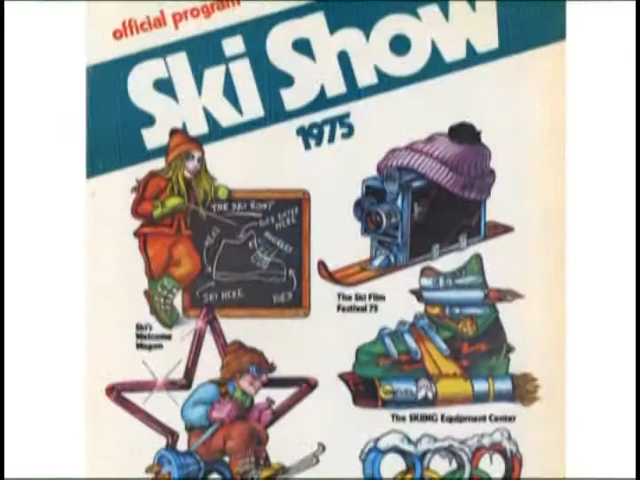 official program
Ski Show
1975
THE SKI BOOT
SKI HERE
The Ski Film
Festival 75
Ski's
Welcome
Wagon
The SKIING Equipment Center